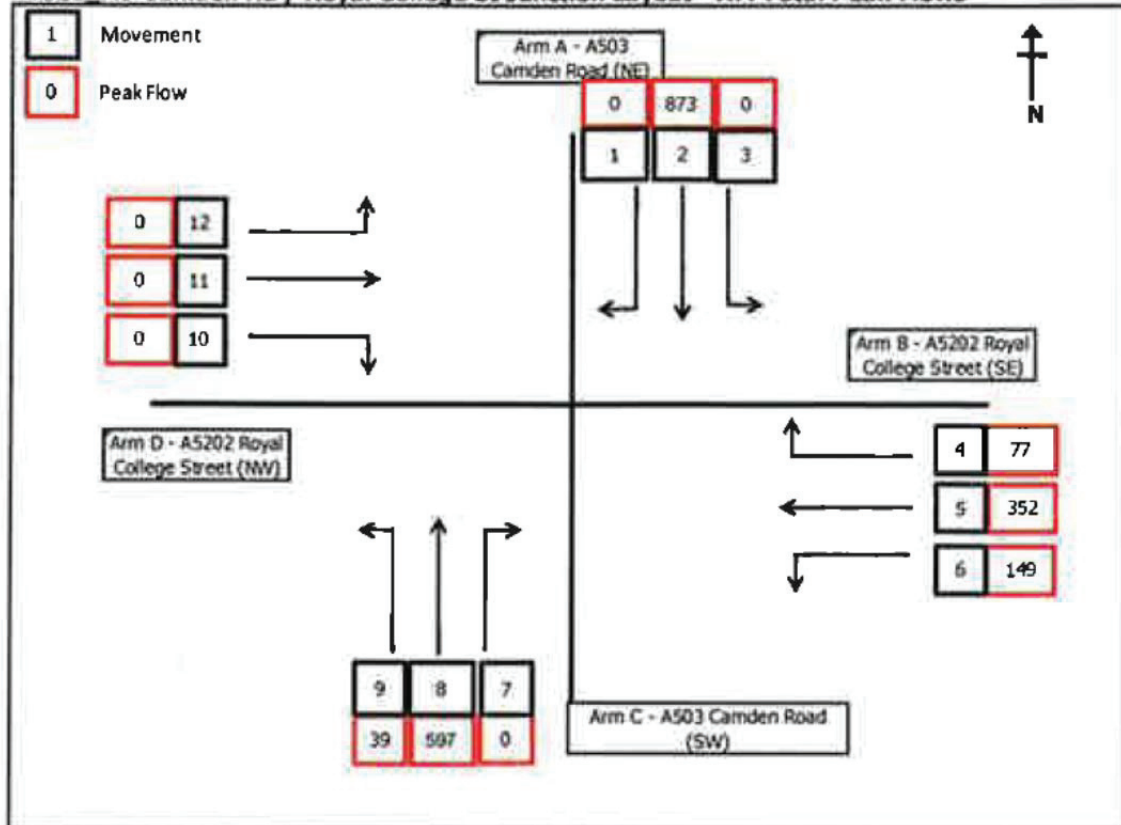 1 Movement
0 Peak Flow
Arm A - A503
Camden Road (NE)
0 873 0
1 2 3
N
0 12
0 11
0 10
Arm B - A5202 Royal
College Street (SE)
Arm D - A5202 Royal
College Street (NW)
4 77
5 352
6 149
9 8 7
39 597 0
Arm C - A503 Camden Road
(SW)